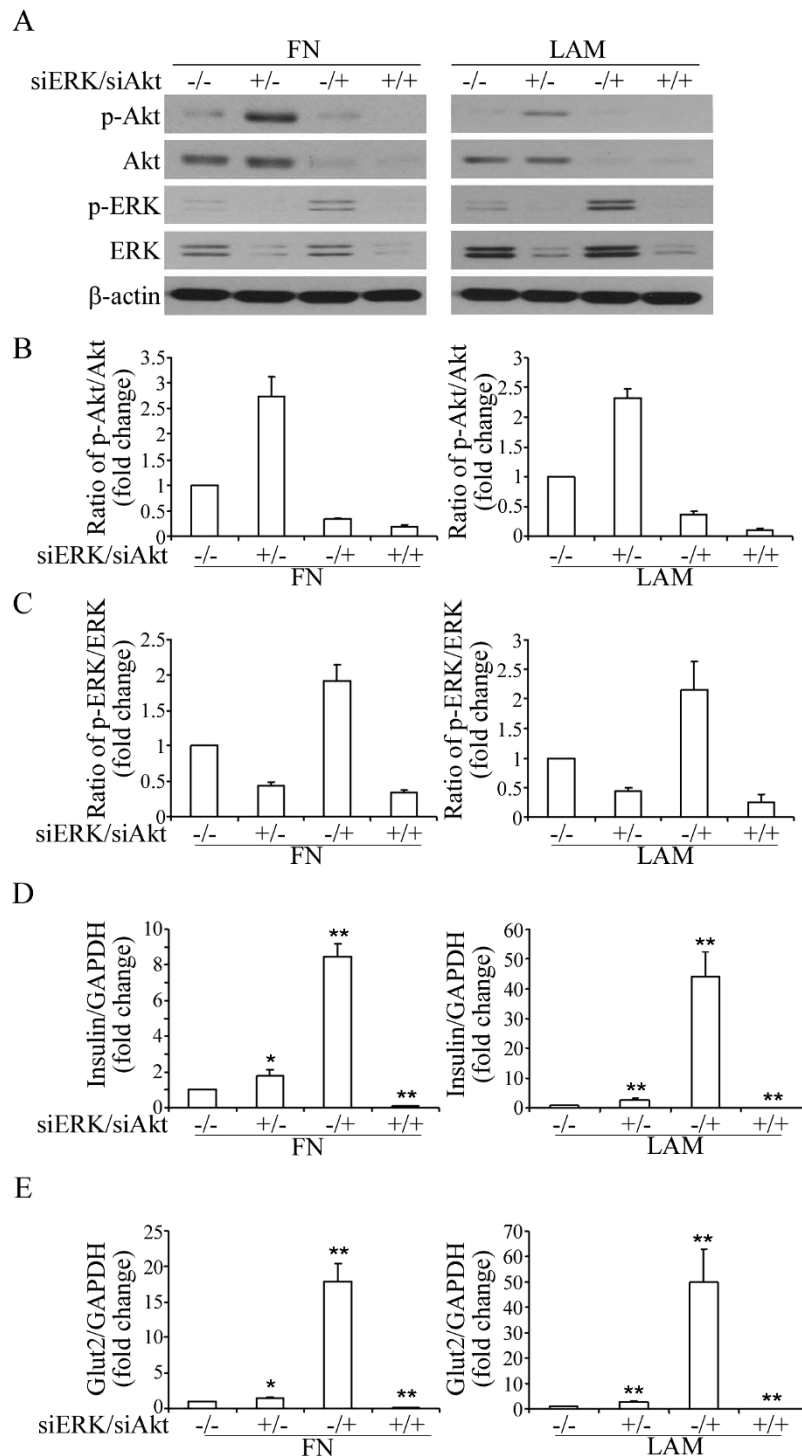 A
FN LAM
siERK/siAkt -/- +/- -/+ +/+ -/- +/- -/+ +/+
p-Akt
Akt
p-ERK
ERK
β-actin
B
Ratio of p-Akt/Akt
(fold change)
3.5
3
2.5
2
1.5
1
0.5
0
Ratio of p-Akt/Akt
(fold change)
3
2.5
2
1.5
1
0.5
0
siERK/siAkt -/- +/- -/+ +/+ -/- +/- -/+ +/+
FN LAM
C
Ratio of p-ERK/ERK
(fold change)
2.5
2
1.5
1
0.5
0
Ratio of p-ERK/ERK
(fold change)
3
2.5
2
1.5
1
0.5
0
siERK/siAkt -/- +/- -/+ +/+ -/- +/- -/+ +/+
FN LAM
D
Insulin/GAPDH
(fold change)
10
8
6
4
2
0
* ** **
Insulin/GAPDH
(fold change)
60
50
40
30
20
10
0
** ** **
siERK/siAkt -/- +/- -/+ +/+ -/- +/- -/+ +/+
FN LAM
E
Glut2/GAPDH
(fold change)
25
20
15
10
5
0
* ** **
Glut2/GAPDH
(fold change)
70
60
50
40
30
20
10
0
** ** **
siERK/siAkt -/- +/- -/+ +/+ -/- +/- -/+ +/+
FN LAM